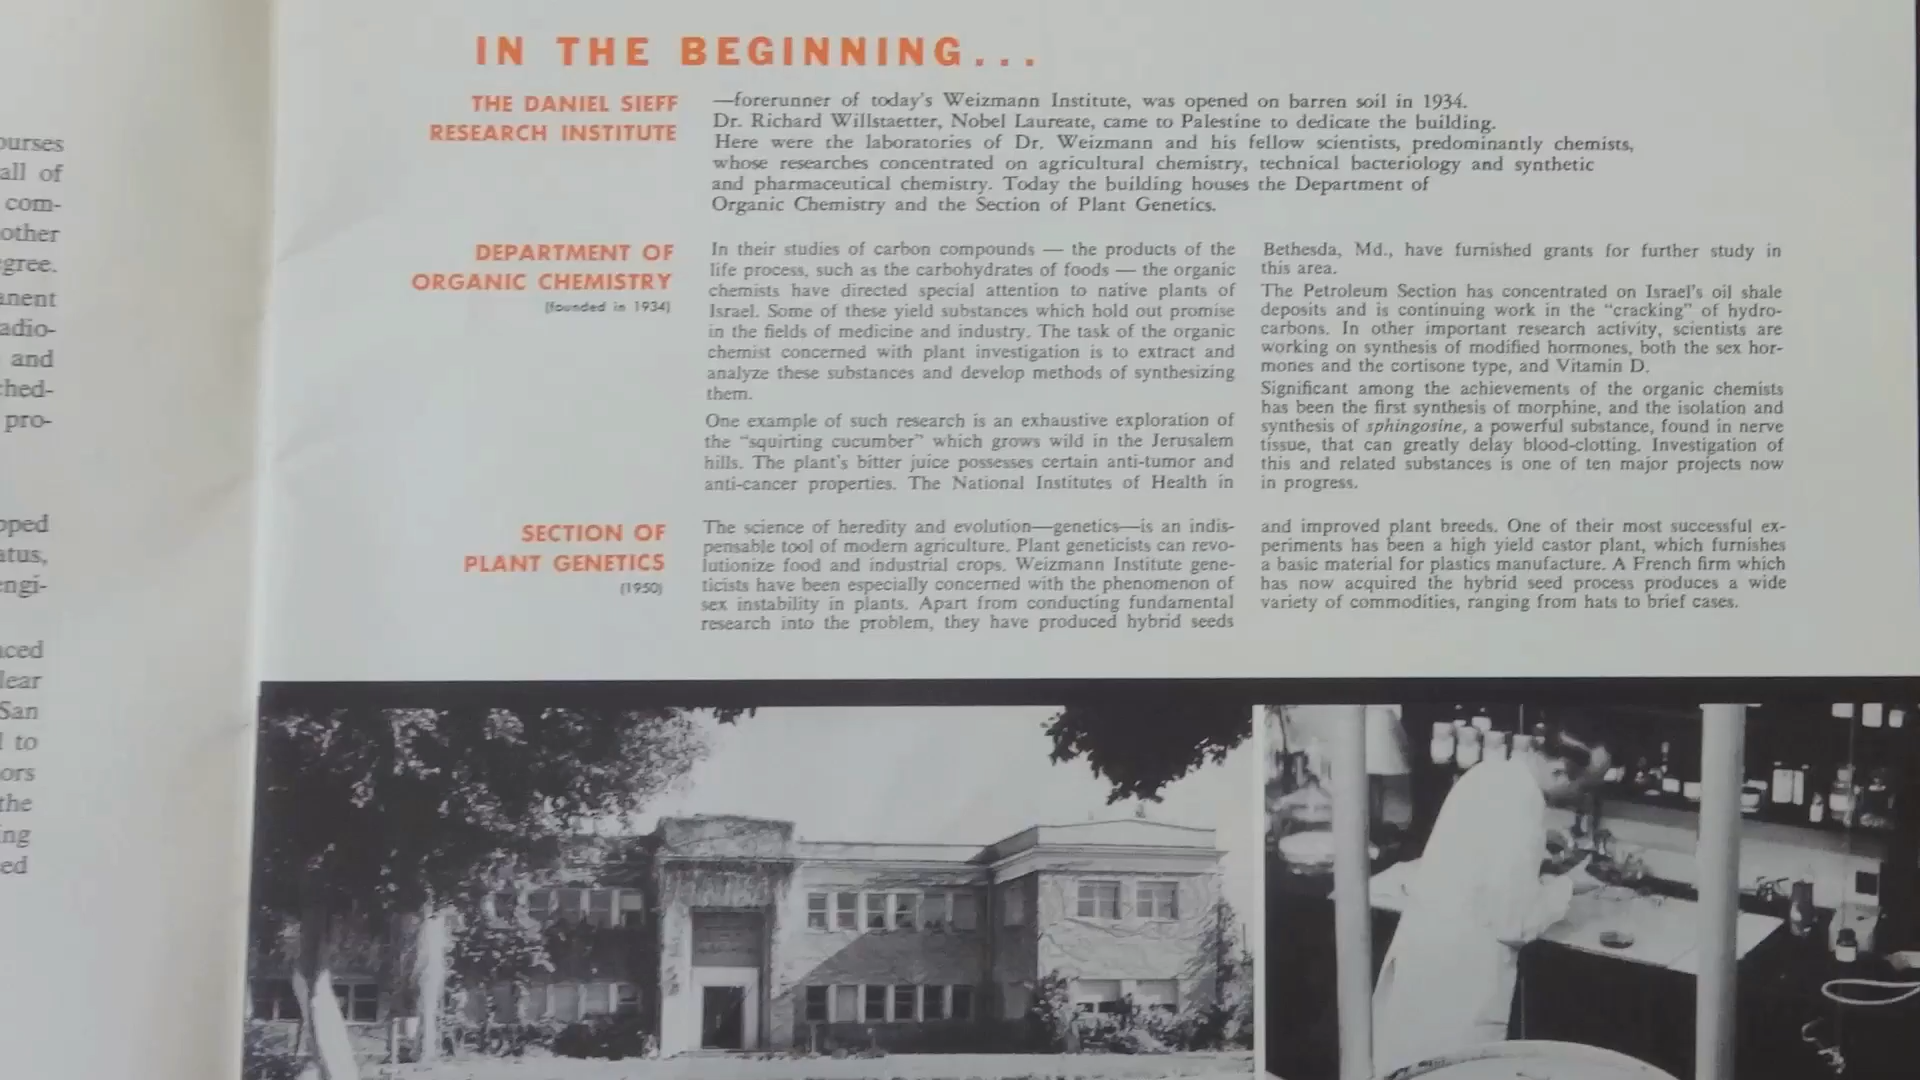 ourses
all of
com-
other
gree.
anent
adio-
and
ched-
pro-
pped
atus,
engi-
nced
lear
San
to
ors
the
ing
ed
IN THE BEGINNING...
THE DANIEL SIEFF
RESEARCH INSTITUTE
—forerunner of today's Weizmann Institute, was opened on barren soil in 1934.
Dr. Richard Willstaetter, Nobel Laureate, came to Palestine to dedicate the building.
Here were the laboratories of Dr. Weizmann and his fellow scientists, predominantly chemists,
whose researches concentrated on agricultural chemistry, technical bacteriology and synthetic
and pharmaceutical chemistry. Today the building houses the Department of
Organic Chemistry and the Section of Plant Genetics.
DEPARTMENT OF
ORGANIC CHEMISTRY
(founded in 1934)
In their studies of carbon compounds — the products of the
life process, such as the carbohydrates of foods — the organic
chemists have directed special attention to native plants of
Israel. Some of these yield substances which hold out promise
in the fields of medicine and industry. The task of the organic
chemist concerned with plant investigation is to extract and
analyze these substances and develop methods of synthesizing
them.
One example of such research is an exhaustive exploration of
the "squirting cucumber" which grows wild in the Jerusalem
hills. The plant's bitter juice possesses certain anti-tumor and
anti-cancer properties. The National Institutes of Health in
Bethesda, Md., have furnished grants for further study in
this area.
The Petroleum Section has concentrated on Israel's oil shale
deposits and is continuing work in the "cracking" of hydro-
carbons. In other important research activity, scientists are
working on synthesis of modified hormones, both the sex hor-
mones and the cortisone type, and Vitamin D.
Significant among the achievements of the organic chemists
has been the first synthesis of morphine, and the isolation and
synthesis of sphingosine, a powerful substance, found in nerve
tissue, that can greatly delay blood-clotting. Investigation of
this and related substances is one of ten major projects now
in progress.
SECTION OF
PLANT GENETICS
(1950)
The science of heredity and evolution—genetics—is an indis-
pensable tool of modern agriculture. Plant geneticists can revo-
lutionize food and industrial crops. Weizmann Institute gene-
ticists have been especially concerned with the phenomenon of
sex instability in plants. Apart from conducting fundamental
research into the problem, they have produced hybrid seeds
and improved plant breeds. One of their most successful ex-
periments has been a high yield castor plant, which furnishes
a basic material for plastics manufacture. A French firm which
has now acquired the hybrid seed process produces a wide
variety of commodities, ranging from hats to brief cases.